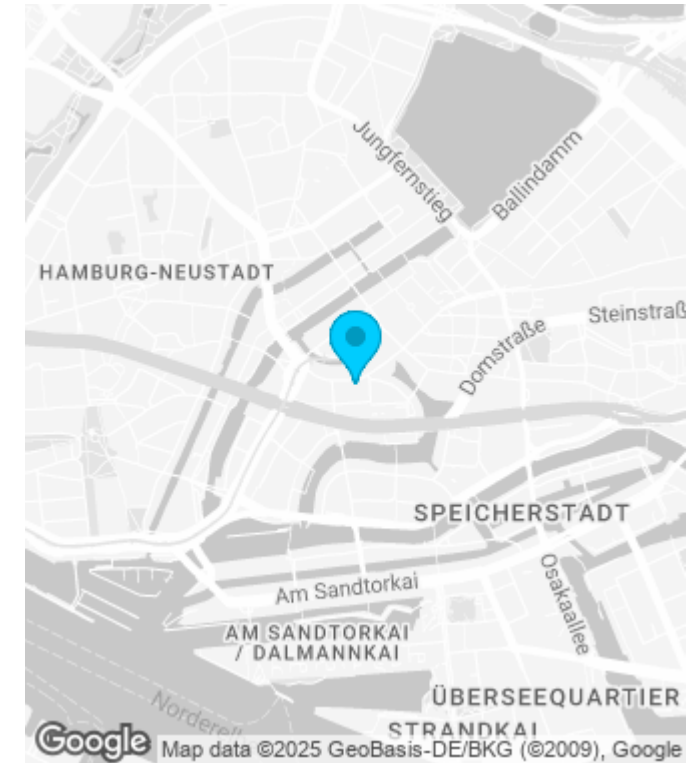 Jungfernstieg
Ballindamm
HAMBURG-NEUSTADT
Steinstraß
Domstraße
SPEICHERSTADT
Osakaallee
Am Sandtorkai
AM SANDTORKAI
/ DALMANNKAI
ÜBERSEEQUARTIER
Norderel
STRANDKAI
Google
Map data ©2025 GeoBasis-DE/BKG (©2009), Google